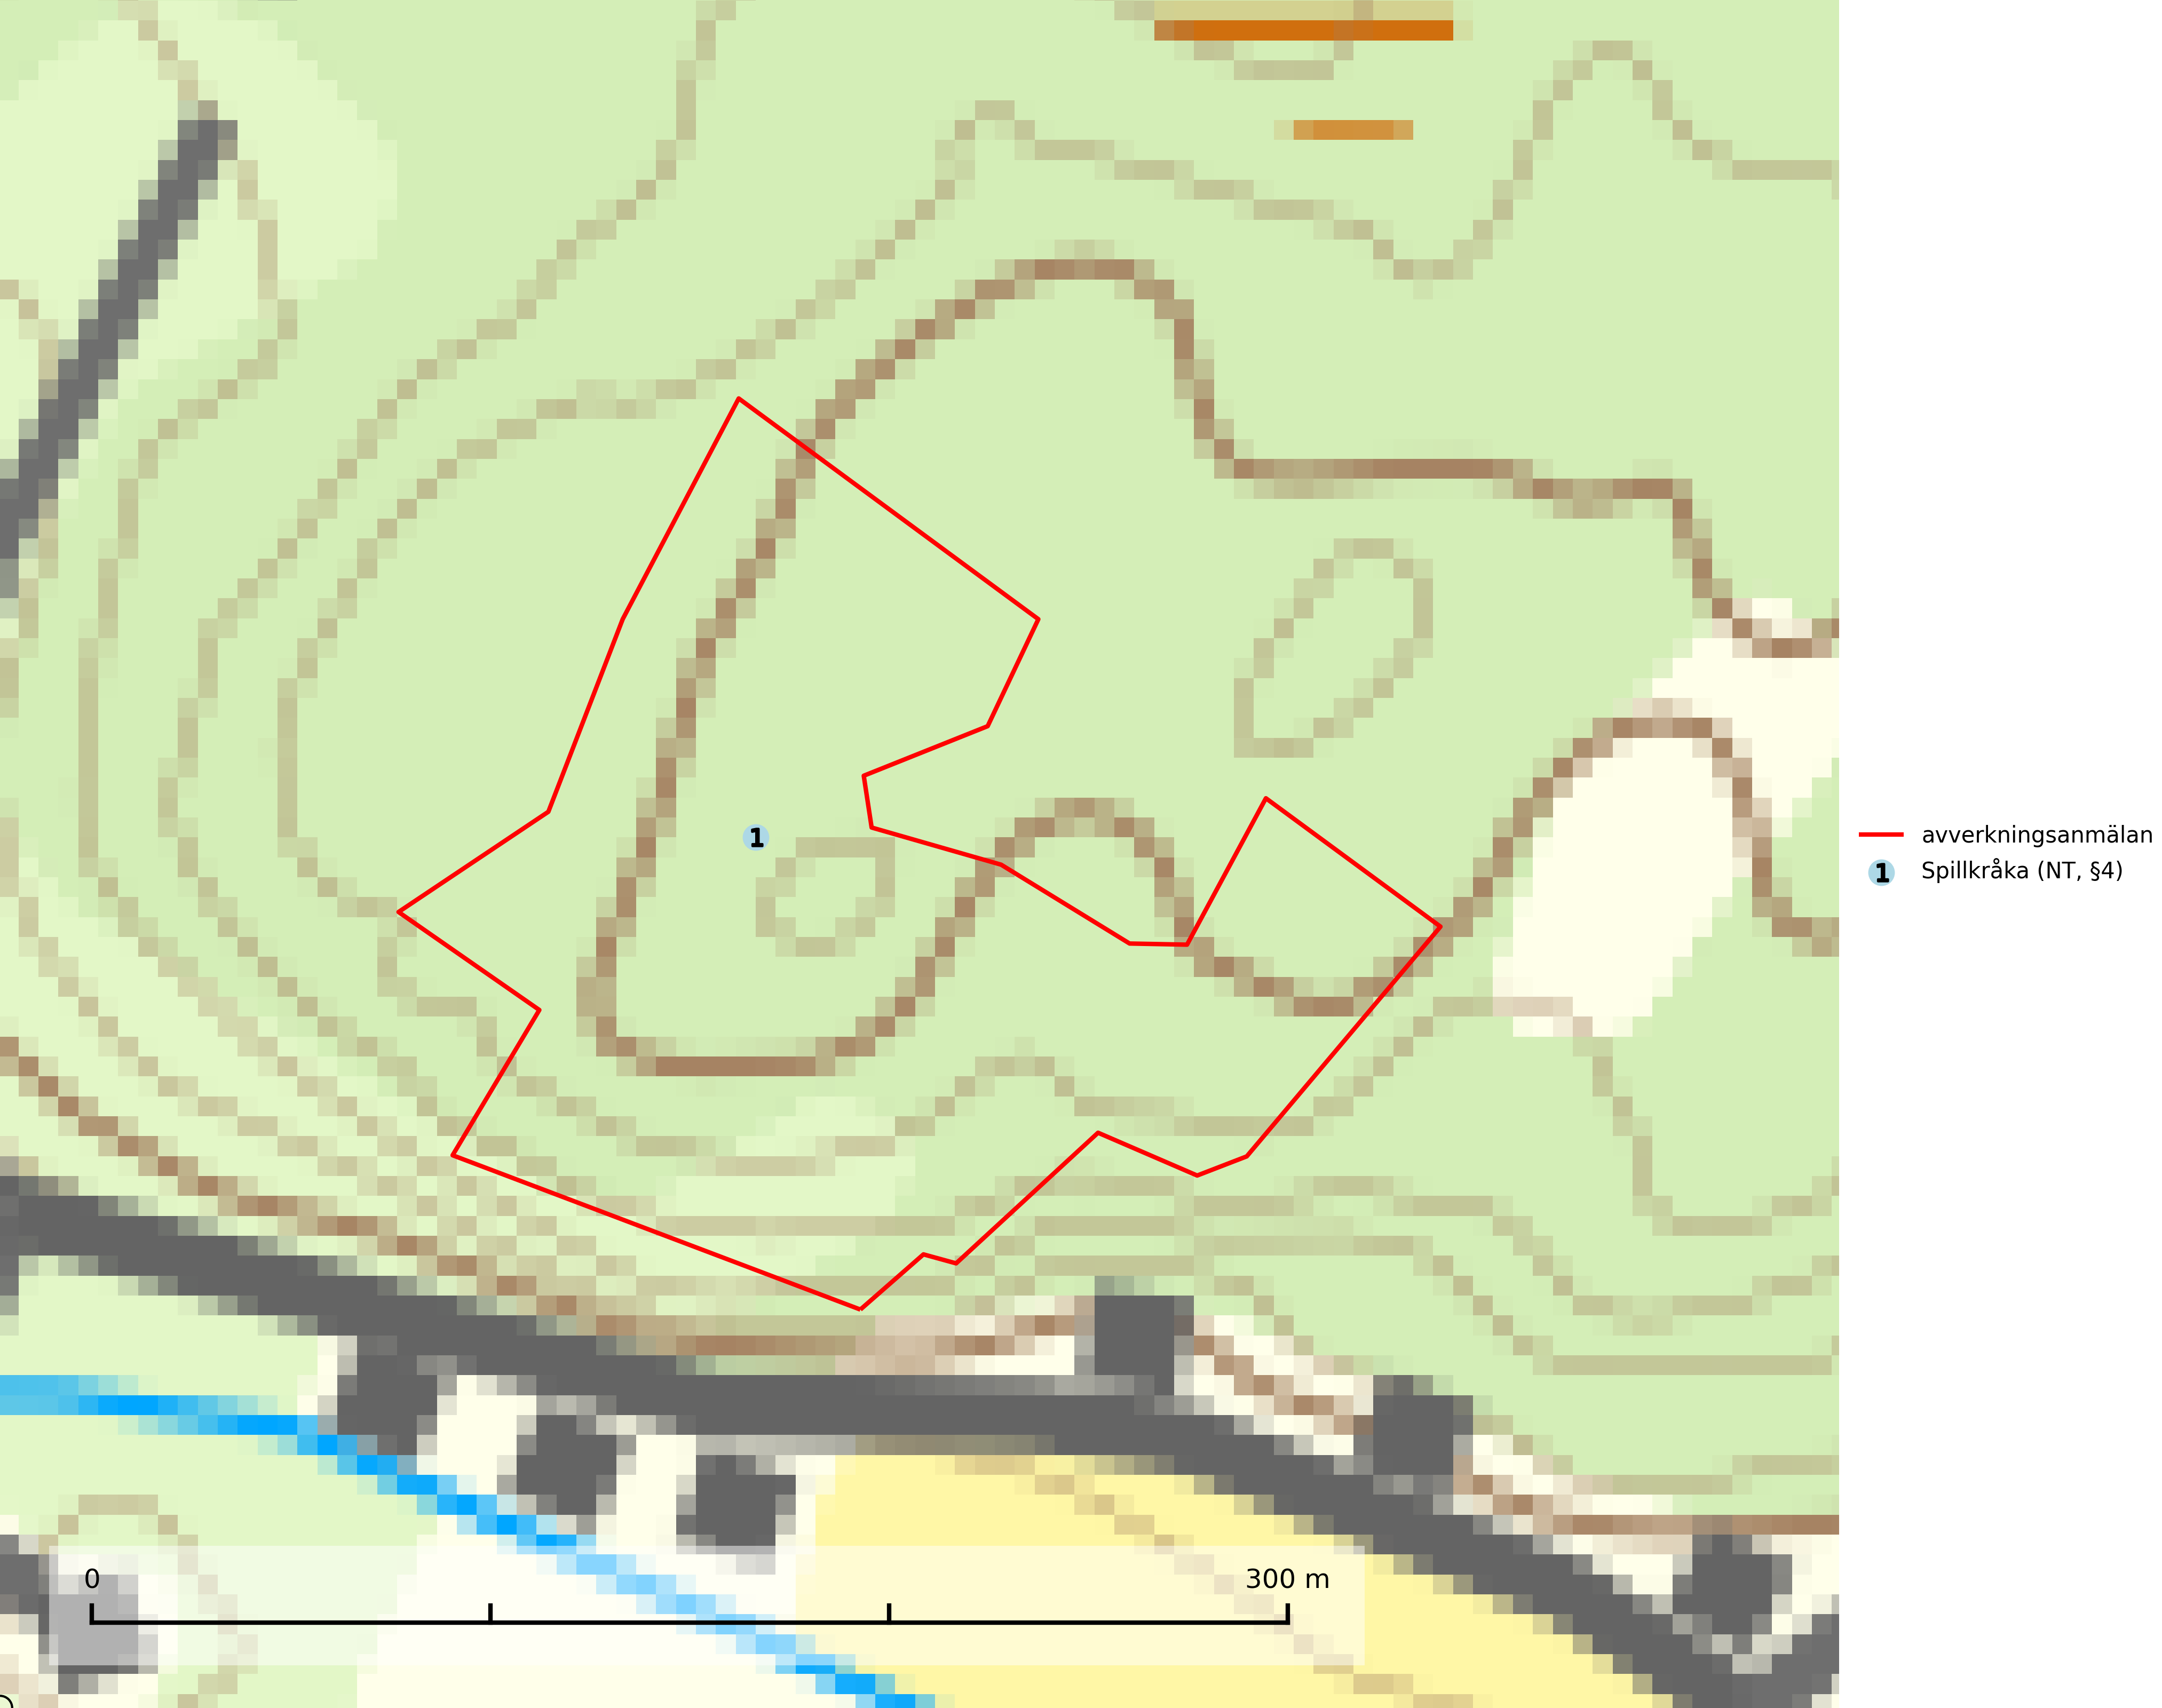 1
avverkningsanmälan
1 Spillkråka (NT, §4)
0 300 m